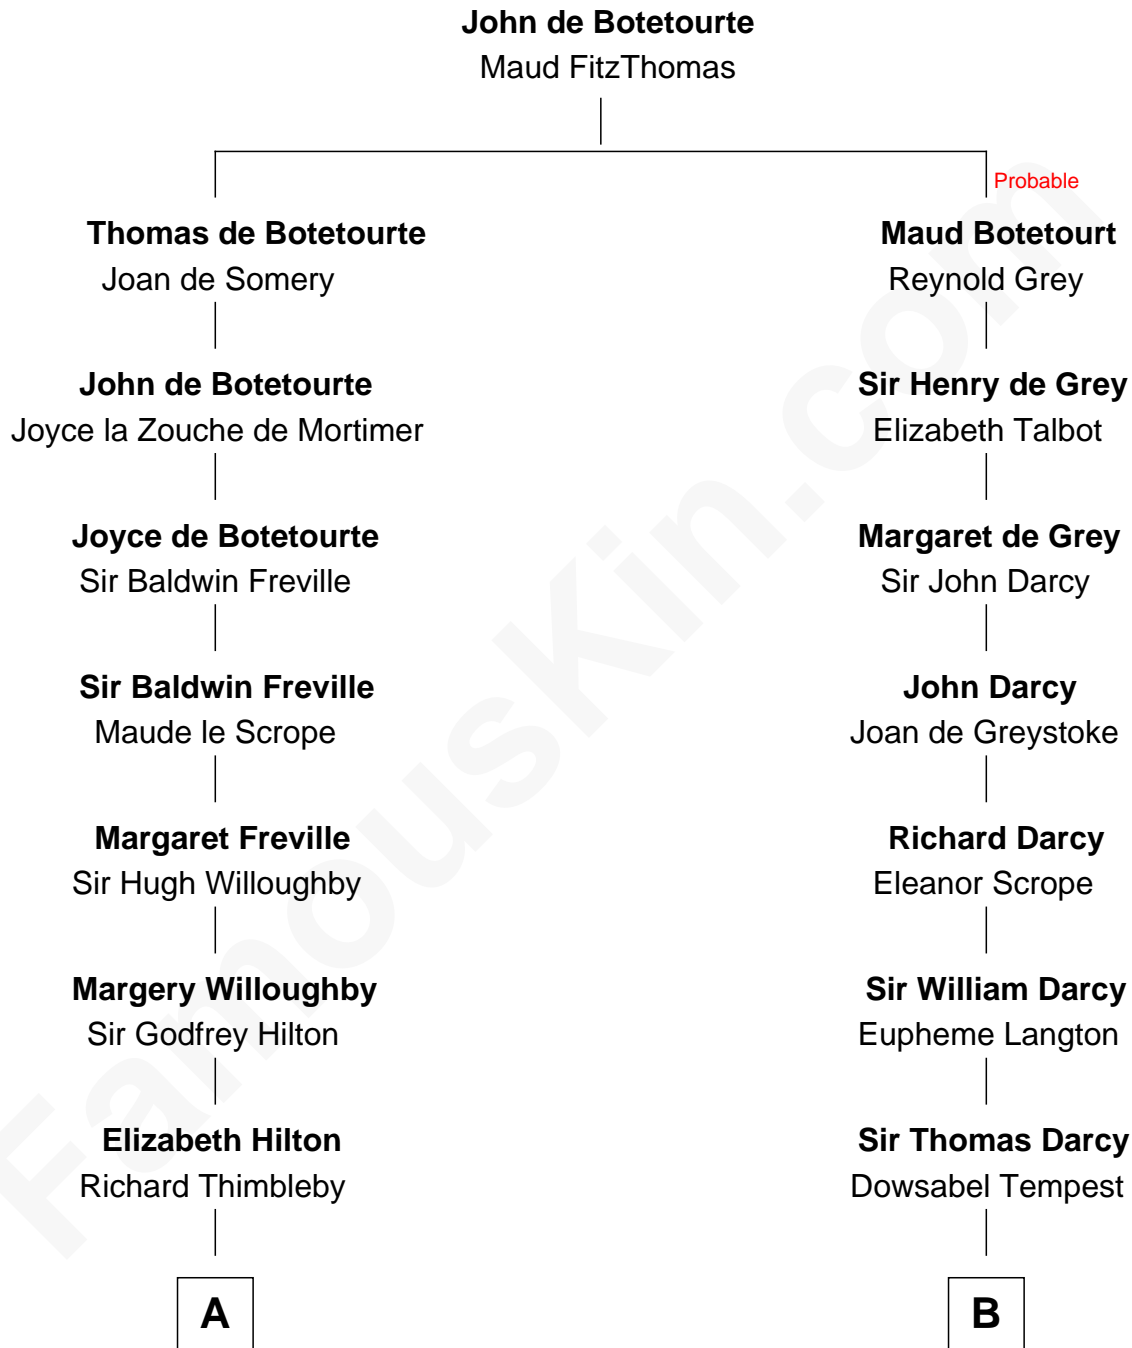 John de Botetourte
Maud FitzThomas
Probable
Thomas de Botetourte
Joan de Somery
Maud Botetourt
Reynold Grey
John de Botetourte
Joyce la Zouche de Mortimer
Sir Henry de Grey
Elizabeth Talbot
Joyce de Botetourte
Sir Baldwin Freville
Margaret de Grey
Sir John Darcy
Sir Baldwin Freville
Maude le Scrope
John Darcy
Joan de Greystoke
Margaret Freville
Sir Hugh Willoughby
Richard Darcy
Eleanor Scrope
Margery Willoughby
Sir Godfrey Hilton
Sir William Darcy
Eupheme Langton
Elizabeth Hilton
Richard Thimbleby
Sir Thomas Darcy
Dowsabel Tempest
A
B
FamousKin.com